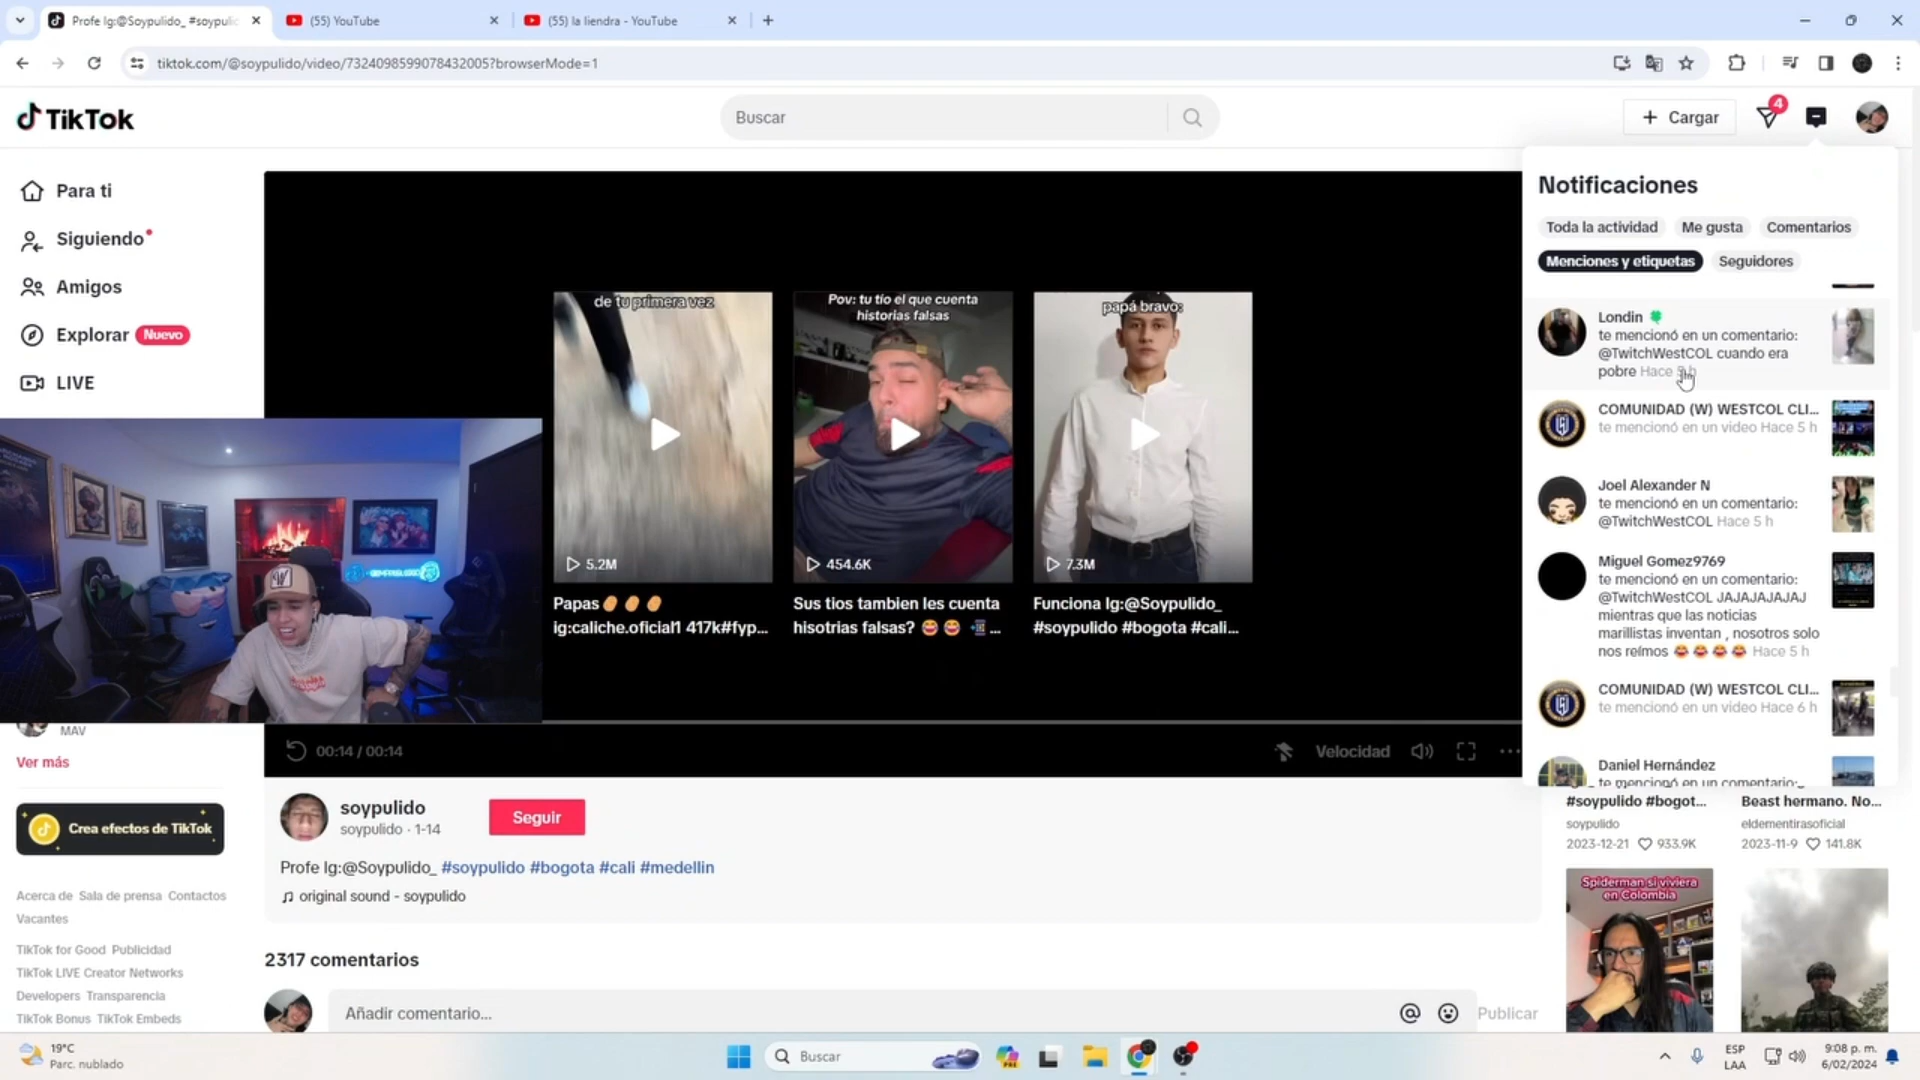 Profe Ig:@Soypulido_ #soypulic
(55) YouTube
(55) la liendra - YouTube
tiktok.com/@soypulido/video/7324098599078432005?browserMode=1
TikTok
Buscar
Cargar
4
Para ti
Siguiendo
Amigos
Explorar Nuevo
LIVE
MAV
Ver más
Crea efectos de TikTok
Acerca de Sala de prensa Contactos
Vacantes
TikTok for Good Publicidad
TikTok LIVE Creator Networks
Developers Transparencia
TikTok Bonus TikTok Embeds
de tu primera vez
5.2M
Papas
ig:caliche.oficial1 417k#fyp...
Pov: tu tío el que cuenta
historias falsas
454.6K
Sus tios tambien les cuenta
hisotrias falsas? ...
papá bravo:
7.3M
Funciona Ig:@Soypulido_
#soypulido #bogota #cali...
00:14 / 00:14
Velocidad
soypulido
soypulido · 1-14
Seguir
Profe Ig:@Soypulido_ #soypulido #bogota #cali #medellin
original sound - soypulido
2317 comentarios
Añadir comentario...
Publicar
Notificaciones
Toda la actividad
Me gusta
Comentarios
Menciones y etiquetas
Seguidores
Londin
te mencionó en un comentario:
@TwitchWestCOL cuando era
pobre Hace h
COMUNIDAD (W) WESTCOL CLI...
te mencionó en un video Hace 5 h
Joel Alexander N
te mencionó en un comentario:
@TwitchWestCOL Hace 5 h
Miguel Gomez9769
te mencionó en un comentario:
@TwitchWestCOL JAJAJAJAJAJ
mientras que las noticias
marillistas inventan , nosotros solo
nos reímos 😂😂😂😂 Hace 5 h
COMUNIDAD (W) WESTCOL CLI...
te mencionó en un video Hace 6 h
Daniel Hernández
te mencionó en un comentario:
#soypulido #bogot...
soypulido
2023-12-21 933.9K
Beast hermano. No...
eldementirasoficial
2023-11-9 141.8K
Spiderman si viviera
en Colombia
19°C
Parc. nublado
Buscar
PRE
ESP
LAA
9:08 p. m.
6/02/2024